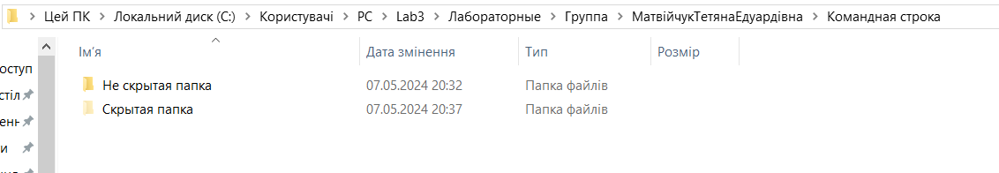 Цей ПК > Локальний диск (C:) > Користувачі > PC > Lab3 > Лабораторные > Группа > МатвійчукТетянаЕдуардівна > Командная строка
Ім’я Дата змінення Тип Розмір
оступ
Не скрытая папка 07.05.2024 20:32 Папка файлів
стіл
Скрытая папка 07.05.2024 20:37 Папка файлів
енн
и